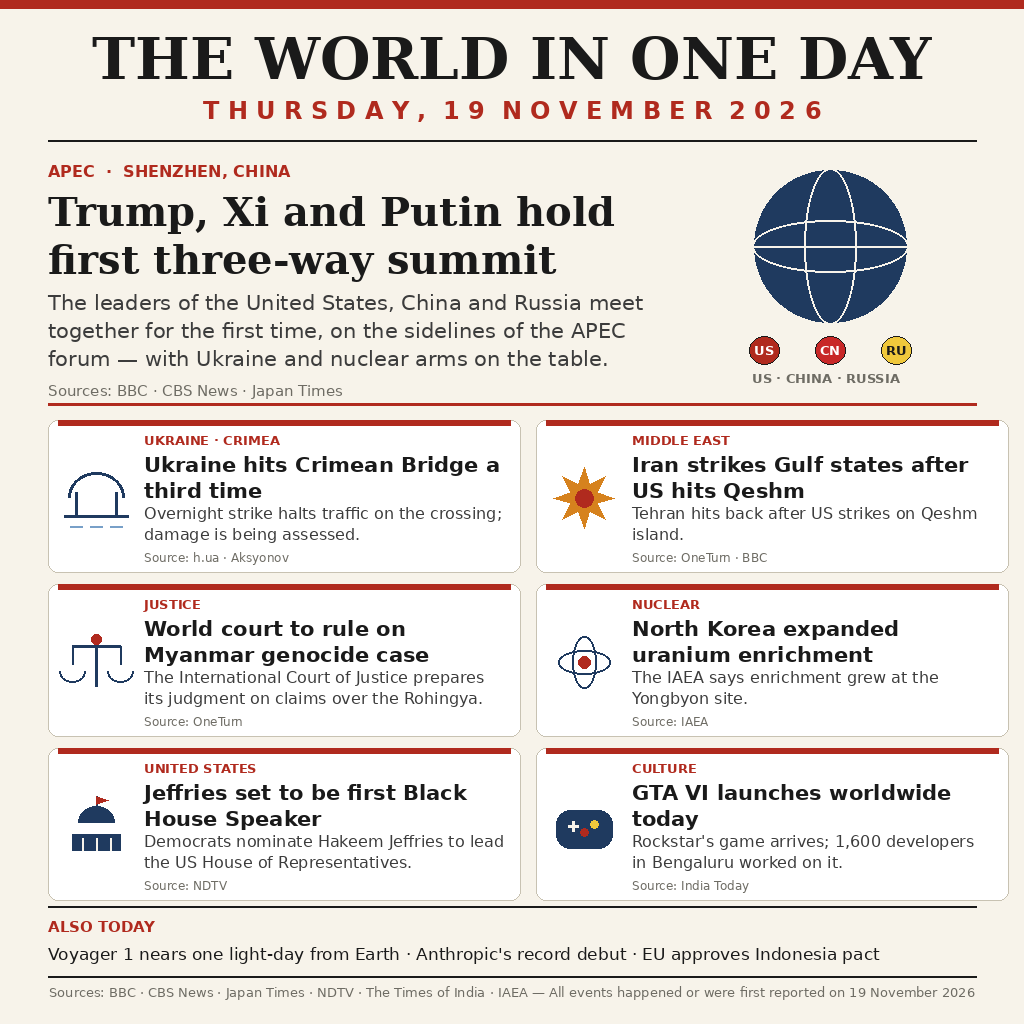 THE WORLD IN ONE DAY
THURSDAY, 19 NOVEMBER 2026
APEC · SHENZHEN, CHINA
Trump, Xi and Putin hold
first three-way summit
The leaders of the United States, China and Russia meet
together for the first time, on the sidelines of the APEC
forum — with Ukraine and nuclear arms on the table.
Sources: BBC · CBS News · Japan Times
US CN RU
US · CHINA · RUSSIA
UKRAINE · CRIMEA
Ukraine hits Crimean Bridge a
third time
Overnight strike halts traffic on the crossing;
damage is being assessed.
Source: h.ua · Aksyonov
MIDDLE EAST
Iran strikes Gulf states after
US hits Qeshm
Tehran hits back after US strikes on Qeshm
island.
Source: OneTurn · BBC
JUSTICE
World court to rule on
Myanmar genocide case
The International Court of Justice prepares
its judgment on claims over the Rohingya.
Source: OneTurn
NUCLEAR
North Korea expanded
uranium enrichment
The IAEA says enrichment grew at the
Yongbyon site.
Source: IAEA
UNITED STATES
Jeffries set to be first Black
House Speaker
Democrats nominate Hakeem Jeffries to lead
the US House of Representatives.
Source: NDTV
CULTURE
GTA VI launches worldwide
today
Rockstar's game arrives; 1,600 developers
in Bengaluru worked on it.
Source: India Today
ALSO TODAY
Voyager 1 nears one light-day from Earth · Anthropic's record debut · EU approves Indonesia pact
Sources: BBC · CBS News · Japan Times · NDTV · The Times of India · IAEA — All events happened or were first reported on 19 November 2026